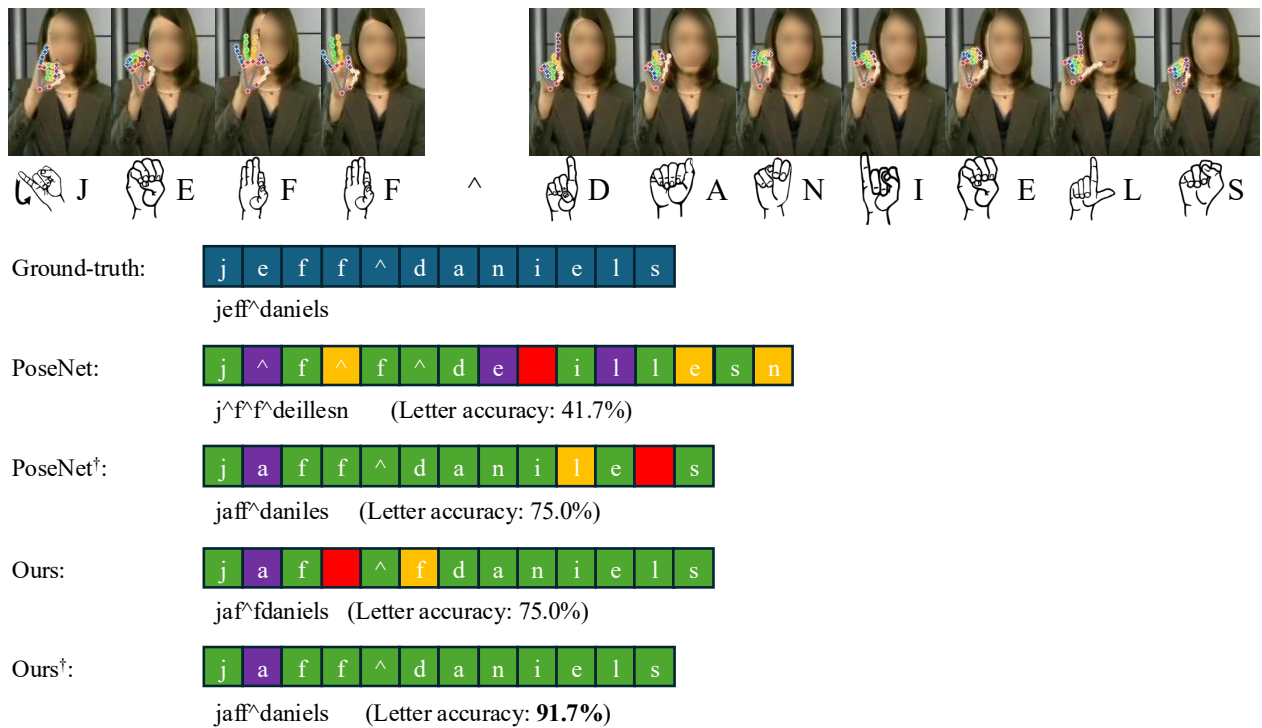 J E F F ^ D A N I E L S
Ground-truth: j e f f ^ d a n i e l s
jeff^daniels
PoseNet: j ^ f ^ f ^ d e i l l e s n
j^f^f^deillesn (Letter accuracy: 41.7%)
PoseNet†: j a f f ^ d a n i l e s
jaff^daniles (Letter accuracy: 75.0%)
Ours: j a f ^ f d a n i e l s
jaf^fdaniels (Letter accuracy: 75.0%)
Ours†: j a f f ^ d a n i e l s
jaff^daniels (Letter accuracy: 91.7%)